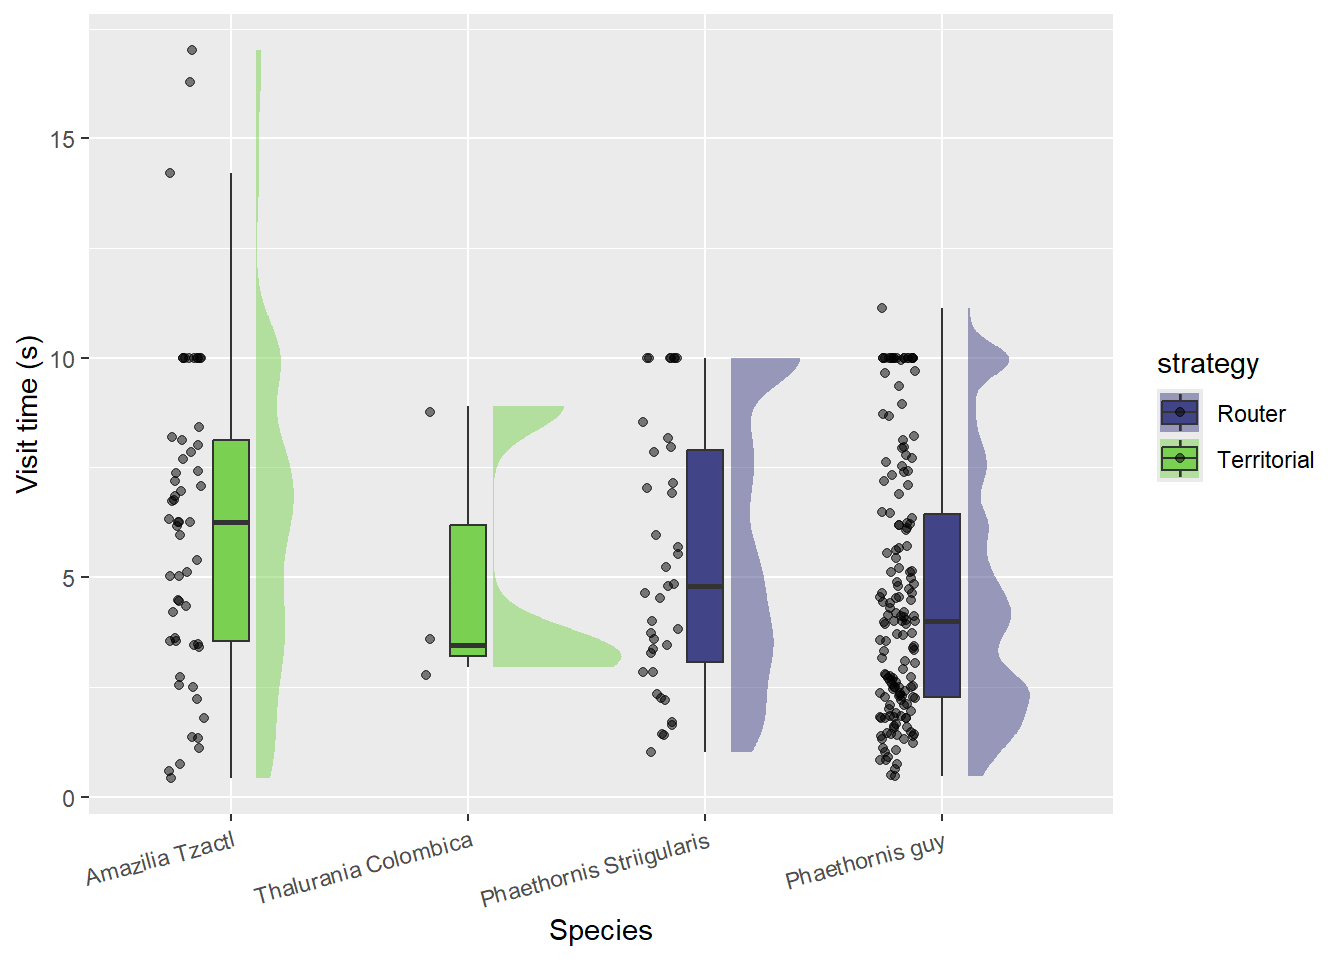 15
10
5
0
Visit time (s)
Amazilia Tzactl
Thalurania Colombica
Phaethornis Striigularis
Phaethornis guy
Species
strategy
Router
Territorial